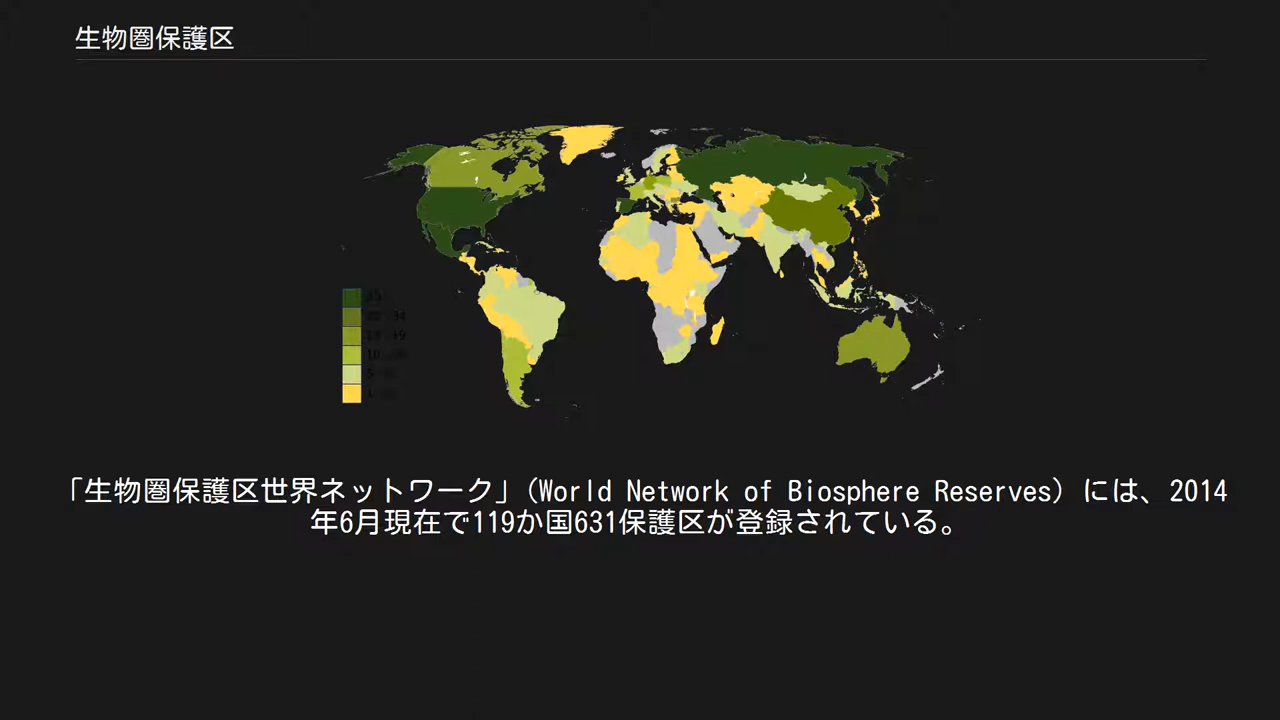 生物圏保護区
「生物圏保護区世界ネットワーク」(World Network of Biosphere Reserves) には、2014
年6月現在で119か国631保護区が登録されている。